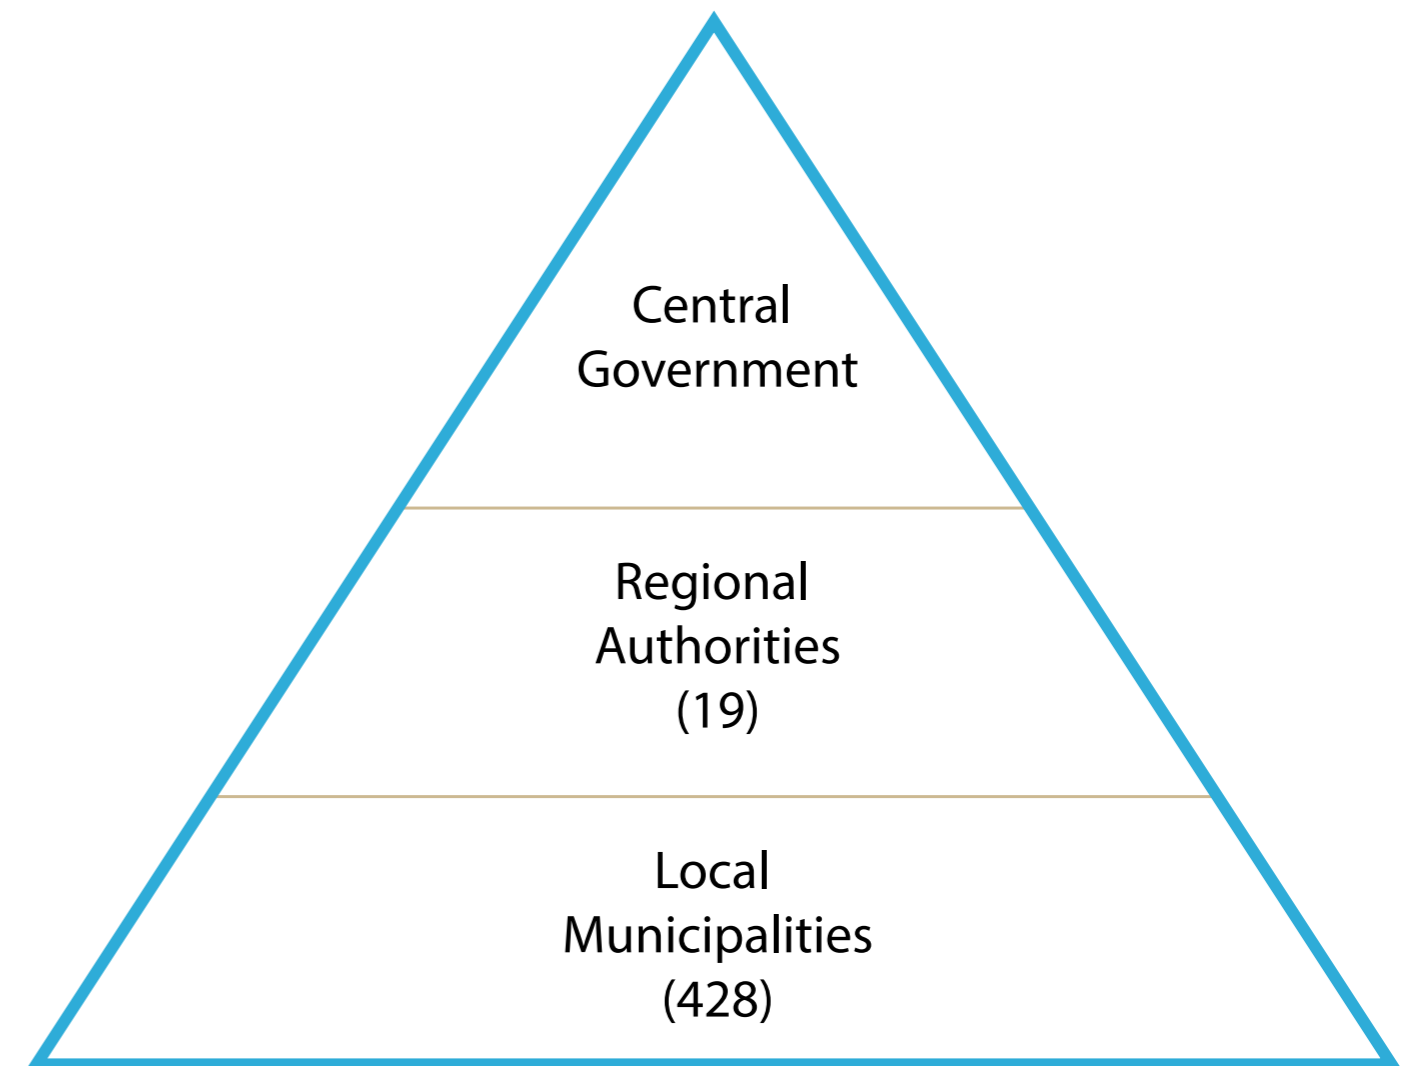 Central
Government
Regional
Authorities
(19)
Local
Municipalities
(428)